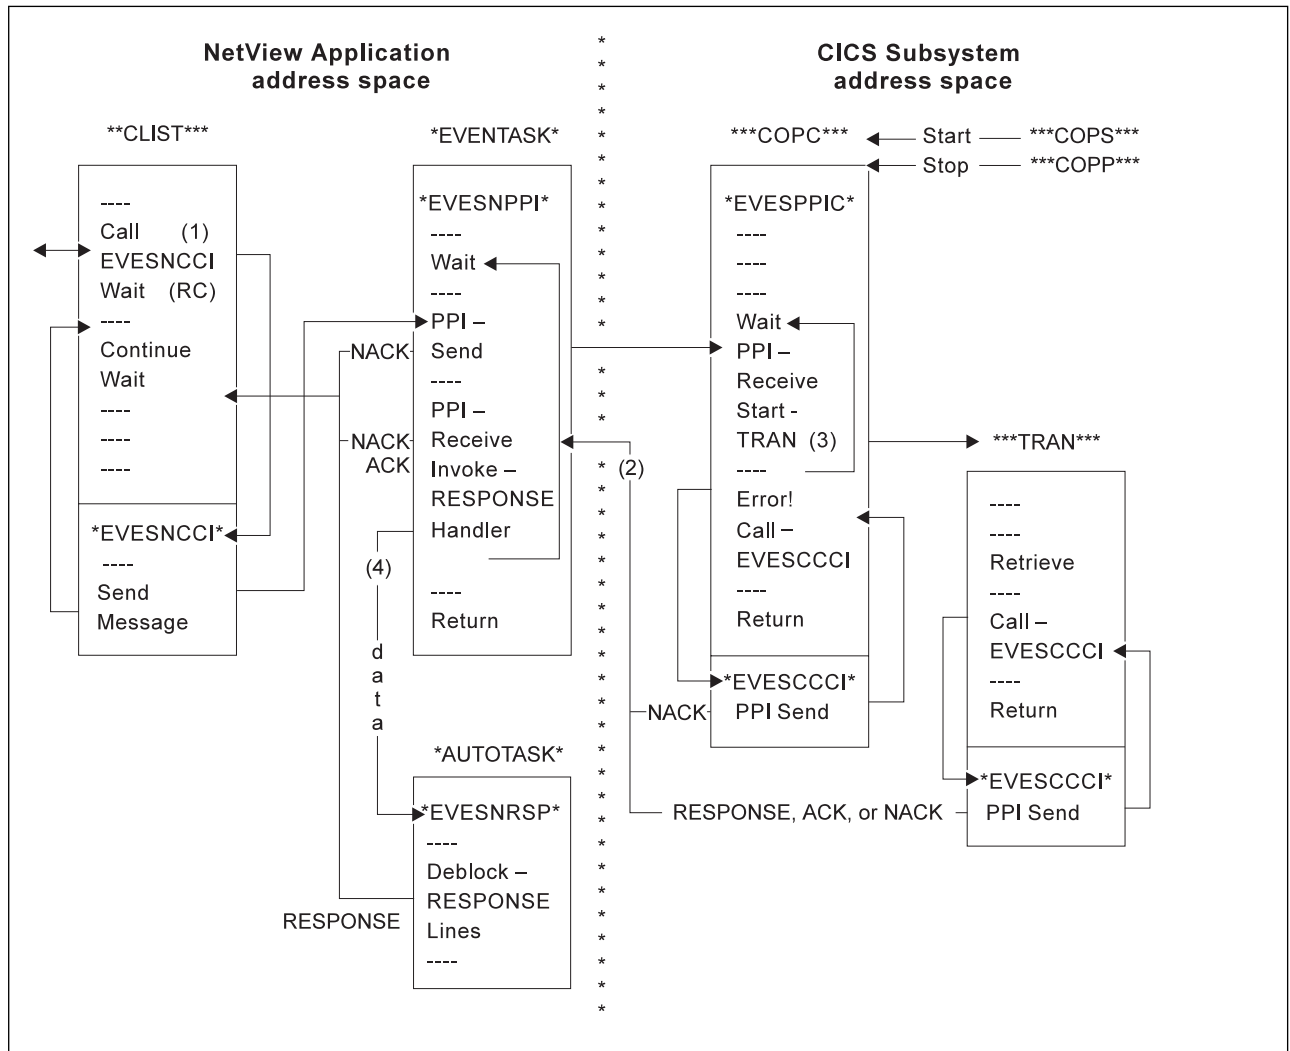 NetView Application
address space
CICS Subsystem
address space
**CLIST***
----
Call (1)
EVESNCCI
Wait (RC)
----
Continue
Wait
----
----
----
*EVESNCCI*
----
Send
Message
*EVENTASK*
*EVESNPPI*
----
Wait
----
PPI –
Send
----
PPI –
Receive
Invoke –
RESPONSE
Handler
----
Return
NACK
NACK
ACK
(4)
data
*AUTOTASK*
*EVESNRSP*
----
Deblock –
RESPONSE
Lines
----
RESPONSE
* * * * * * * * * * * * * * * * * * * * * * * * * * * * * * * * * * * *
(2)
***COPC***
Start
***COPS***
Stop
***COPP***
*EVESPPIC*
----
----
----
Wait
PPI –
Receive
Start -
TRAN (3)
----
Error!
Call –
EVESCCCI
----
Return
*EVESCCCI*
PPI Send
NACK
***TRAN***
----
----
Retrieve
----
Call –
EVESCCCI
----
Return
*EVESCCCI*
PPI Send
RESPONSE, ACK, or NACK